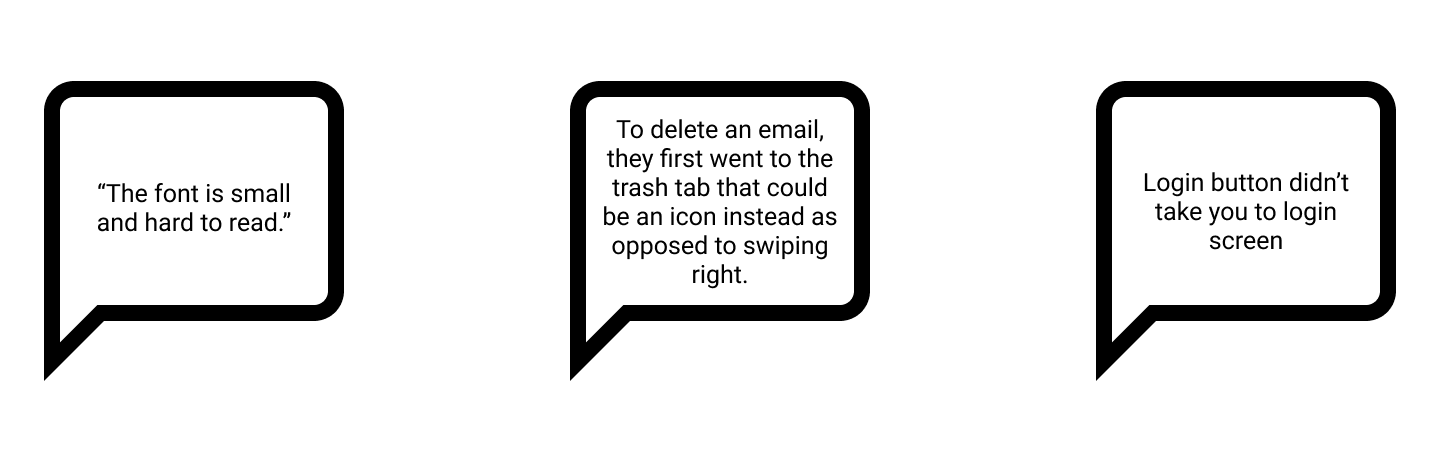 “The font is small
and hard to read.”
To delete an email,
they first went to the
trash tab that could
be an icon instead as
opposed to swiping
right.
Login button didn’t
take you to login
screen